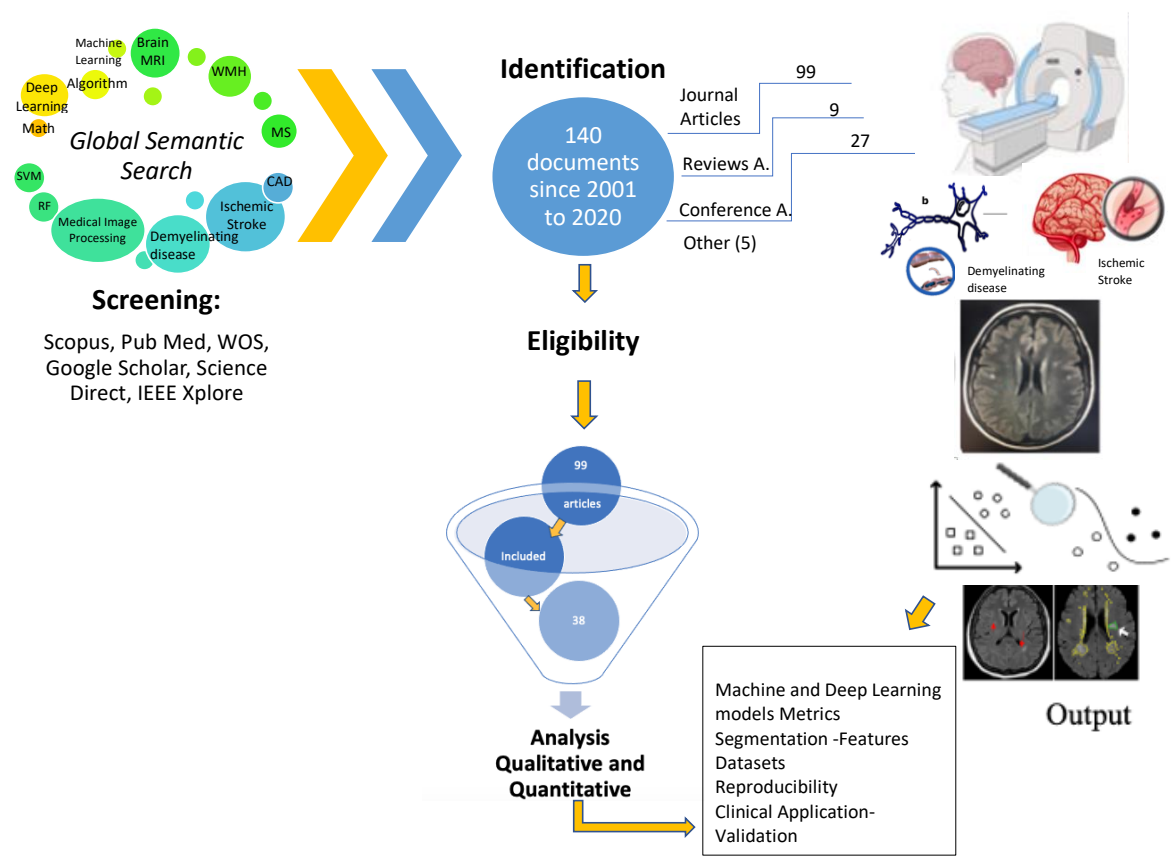 Machine
Learning
Brain
MRI
WMH
Deep
Learning
Algorithm
Math
MS
Global Semantic
Search
SVM
RF
CAD
Medical Image
Processing
Demyelinating
disease
Ischemic
Stroke
Screening:
Scopus, Pub Med, WOS,
Google Scholar, Science
Direct, IEEE Xplore
Identification
140
documents
since 2001
to 2020
Journal
Articles
99
Reviews A.
9
Conference A.
27
Other (5)
Eligibility
99
articles
Included
38
Analysis
Qualitative and
Quantitative
b
Demyelinating
disease
Ischemic
Stroke
Machine and Deep Learning
models Metrics
Segmentation -Features
Datasets
Reproducibility
Clinical Application-
Validation
Output